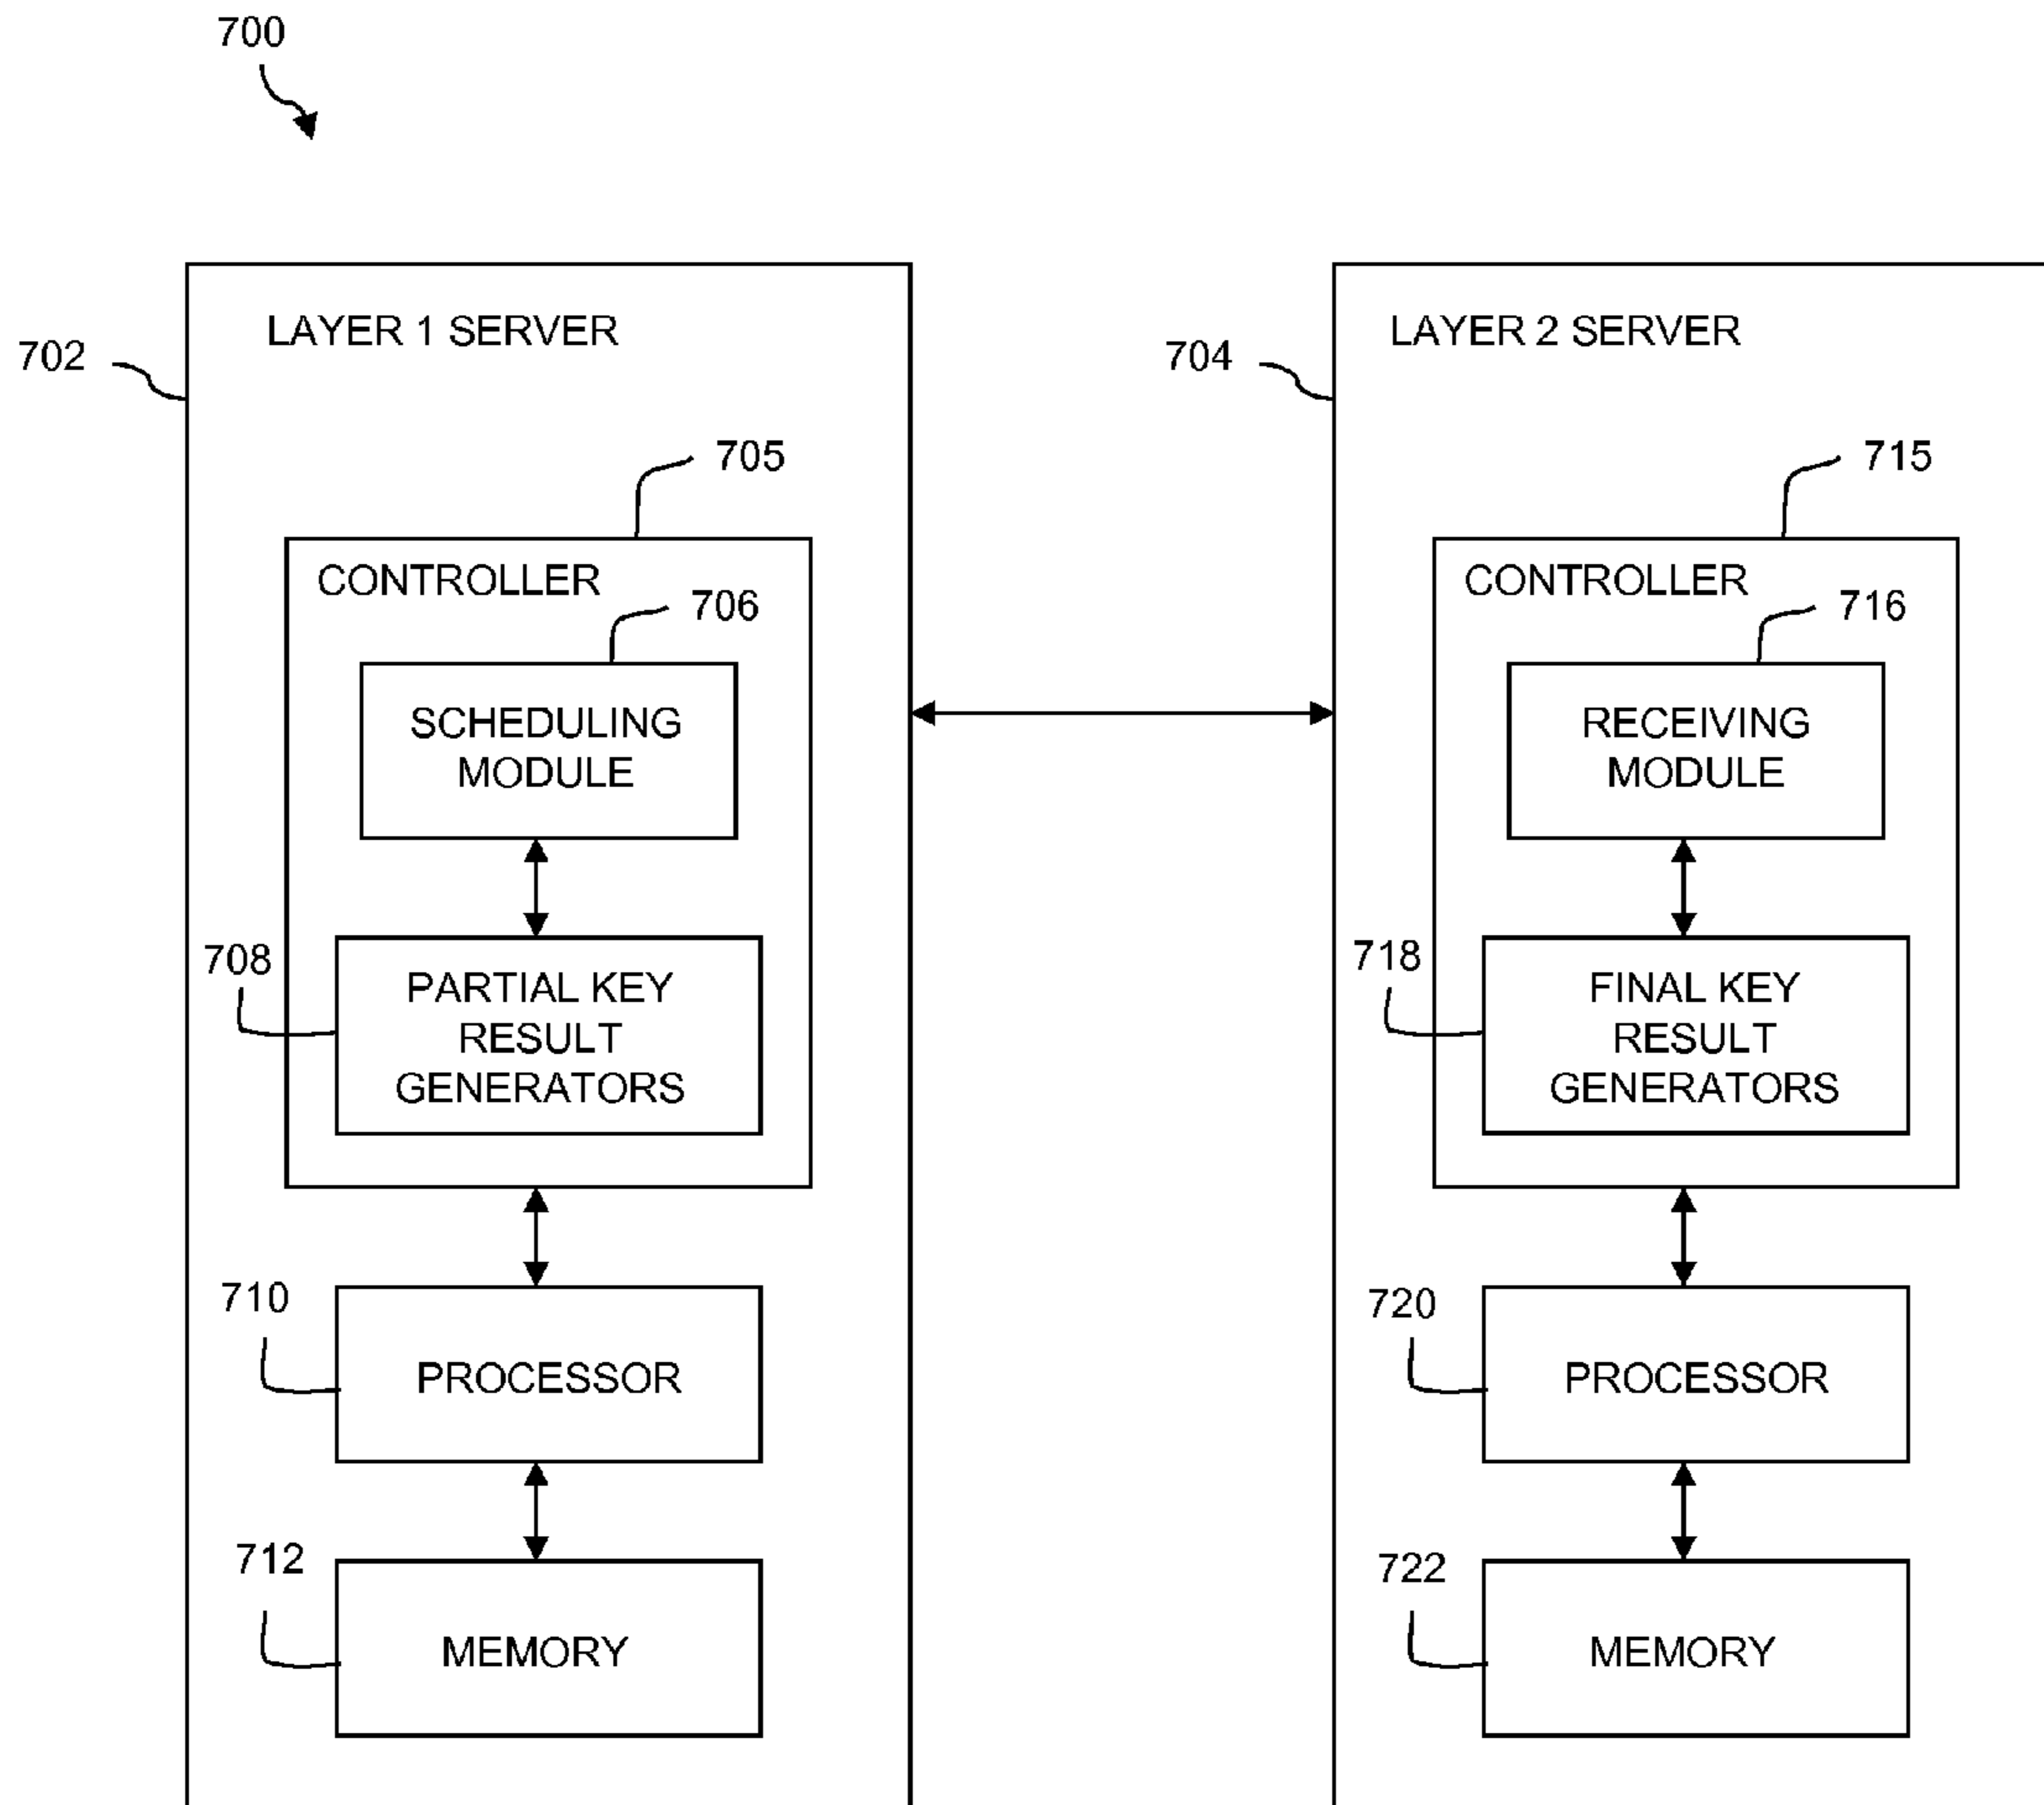 700
LAYER 1 SERVER
702
705
CONTROLLER
706
SCHEDULING
MODULE
708
PARTIAL KEY
RESULT
GENERATORS
710
PROCESSOR
712
MEMORY
LAYER 2 SERVER
704
715
CONTROLLER
716
RECEIVING
MODULE
718
FINAL KEY
RESULT
GENERATORS
720
PROCESSOR
722
MEMORY